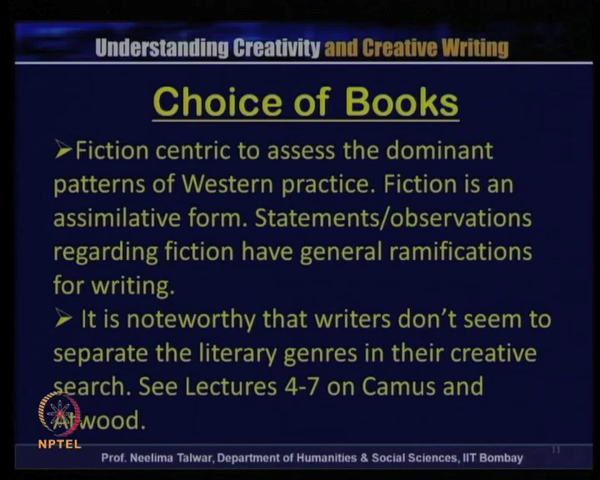 Understanding Creativity and Creative Writing
Choice of Books
➢Fiction centric to assess the dominant
patterns of Western practice. Fiction is an
assimilative form. Statements/observations
regarding fiction have general ramifications
for writing.
➢ It is noteworthy that writers don’t seem to
separate the literary genres in their creative
search. See Lectures 4-7 on Camus and
Atwood.
NPTEL
Prof. Neelima Talwar, Department of Humanities & Social Sciences, IIT Bombay
11